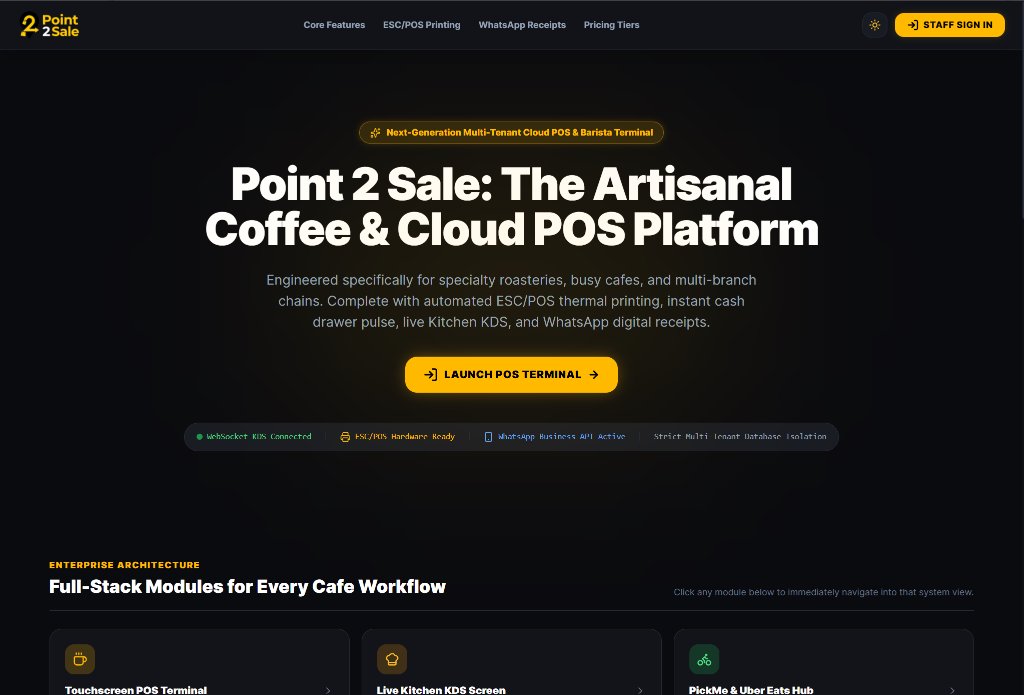 Point
2Sale
Core Features
ESC/POS Printing
WhatsApp Receipts
Pricing Tiers
STAFF SIGN IN
Next-Generation Multi-Tenant Cloud POS & Barista Terminal
Point 2 Sale: The Artisanal
Coffee & Cloud POS Platform
Engineered specifically for specialty roasteries, busy cafes, and multi-branch
chains. Complete with automated ESC/POS thermal printing, instant cash
drawer pulse, live Kitchen KDS, and WhatsApp digital receipts.
LAUNCH POS TERMINAL →
WebSocket KDS Connected
ESC/POS Hardware Ready
WhatsApp Business API Active
Strict Multi Tenant Database Isolation
ENTERPRISE ARCHITECTURE
Full-Stack Modules for Every Cafe Workflow
Click any module below to immediately navigate into that system view.
Touchscreen POS Terminal
Live Kitchen KDS Screen
PickMe & Uber Eats Hub